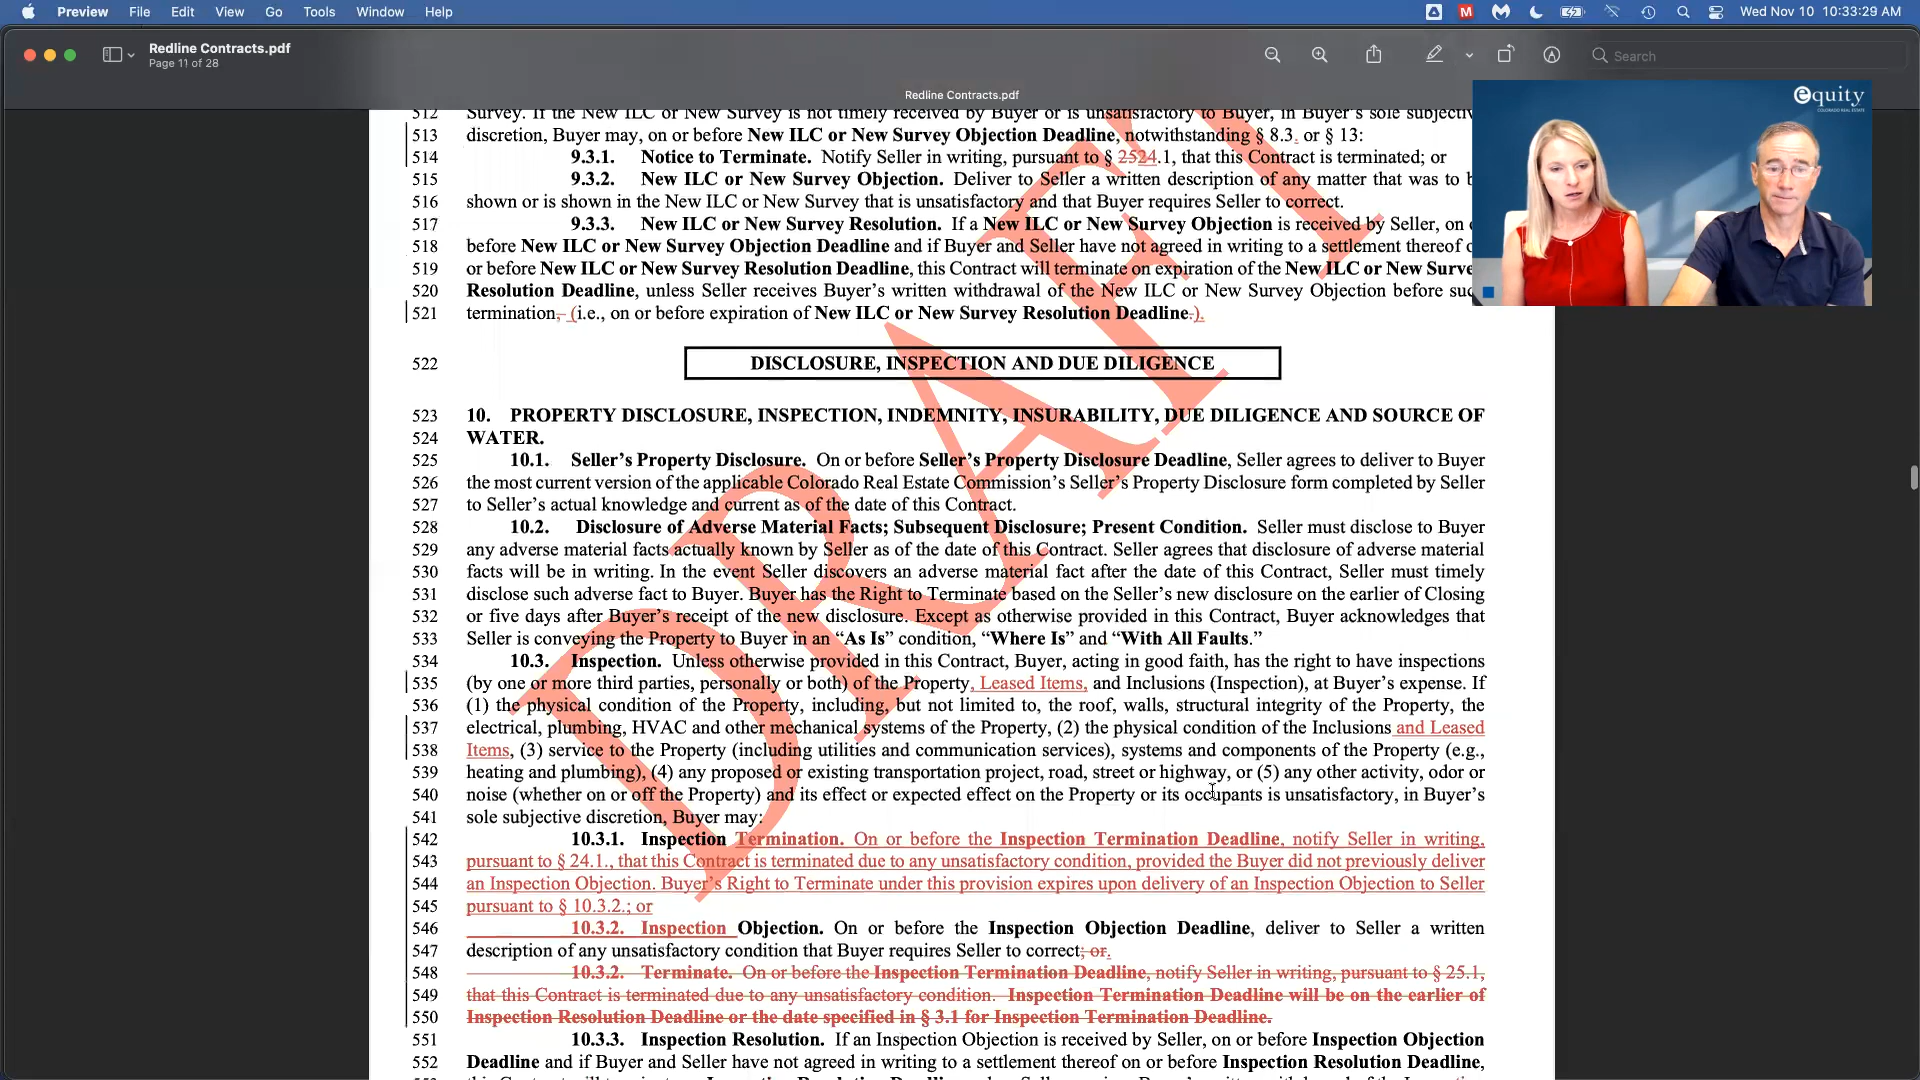 Preview File Edit View Go Tools Window Help
Wed Nov 10 10:33:29 AM
Redline Contracts.pdf
Page 11 of 28
Search
Redline Contracts.pdf
equity
COLORADO REAL ESTATE
DRAFT
512 Survey. If the New ILC or New Survey is not timely received by Buyer or is unsatisfactory to Buyer, in Buyer's sole
513 discretion, Buyer may, on or before New ILC or New Survey Objection Deadline, notwithstanding § 8.3. or § 13:
514 9.3.1. Notice to Terminate. Notify Seller in writing, pursuant to § 2524.1, that this Contract is terminated; or
515 9.3.2. New ILC or New Survey Objection. Deliver to Seller a written description of any matter that was to
516 shown or is shown in the New ILC or New Survey that is unsatisfactory and that Buyer requires Seller to correct.
517 9.3.3. New ILC or New Survey Resolution. If a New ILC or New Survey Objection is received by Seller, on
518 before New ILC or New Survey Objection Deadline and if Buyer and Seller have not agreed in writing to a settlement thereof
519 or before New ILC or New Survey Resolution Deadline, this Contract will terminate on expiration of the New ILC or New
520 Resolution Deadline, unless Seller receives Buyer's written withdrawal of the New ILC or New Survey Objection before
521 termination, (i.e., on or before expiration of New ILC or New Survey Resolution Deadline.).
522 DISCLOSURE, INSPECTION AND DUE DILIGENCE
523 10. PROPERTY DISCLOSURE, INSPECTION, INDEMNITY, INSURABILITY, DUE DILIGENCE AND SOURCE OF
524 WATER.
525 10.1. Seller's Property Disclosure. On or before Seller's Property Disclosure Deadline, Seller agrees to deliver to Buyer
526 the most current version of the applicable Colorado Real Estate Commission's Seller's Property Disclosure form completed by Seller
527 to Seller's actual knowledge and current as of the date of this Contract.
528 10.2. Disclosure of Adverse Material Facts; Subsequent Disclosure; Present Condition. Seller must disclose to Buyer
529 any adverse material facts actually known by Seller as of the date of this Contract. Seller agrees that disclosure of adverse material
530 facts will be in writing. In the event Seller discovers an adverse material fact after the date of this Contract, Seller must timely
531 disclose such adverse fact to Buyer. Buyer has the Right to Terminate based on the Seller's new disclosure on the earlier of Closing
532 or five days after Buyer's receipt of the new disclosure. Except as otherwise provided in this Contract, Buyer acknowledges that
533 Seller is conveying the Property to Buyer in an “As Is” condition, “Where Is” and “With All Faults.”
534 10.3. Inspection. Unless otherwise provided in this Contract, Buyer, acting in good faith, has the right to have inspections
535 (by one or more third parties, personally or both) of the Property, Leased Items, and Inclusions (Inspection), at Buyer's expense. If
536 (1) the physical condition of the Property, including, but not limited to, the roof, walls, structural integrity of the Property, the
537 electrical, plumbing, HVAC and other mechanical systems of the Property, (2) the physical condition of the Inclusions and Leased
538 Items, (3) service to the Property (including utilities and communication services), systems and components of the Property (e.g.,
539 heating and plumbing), (4) any proposed or existing transportation project, road, street or highway, or (5) any other activity, odor or
540 noise (whether on or off the Property) and its effect or expected effect on the Property or its occupants is unsatisfactory, in Buyer's
541 sole subjective discretion, Buyer may:
542 10.3.1. Inspection Termination. On or before the Inspection Termination Deadline, notify Seller in writing,
543 pursuant to § 24.1., that this Contract is terminated due to any unsatisfactory condition, provided the Buyer did not previously deliver
544 an Inspection Objection. Buyer's Right to Terminate under this provision expires upon delivery of an Inspection Objection to Seller
545 pursuant to § 10.3.2.; or
546 10.3.2. Inspection Objection. On or before the Inspection Objection Deadline, deliver to Seller a written
547 description of any unsatisfactory condition that Buyer requires Seller to correct; or.
548 10.3.2. Terminate. On or before the Inspection Termination Deadline, notify Seller in writing, pursuant to § 25.1,
549 that this Contract is terminated due to any unsatisfactory condition. Inspection Termination Deadline will be on the earlier of
550 Inspection Resolution Deadline or the date specified in § 3.1 for Inspection Termination Deadline.
551 10.3.3. Inspection Resolution. If an Inspection Objection is received by Seller, on or before Inspection Objection
552 Deadline and if Buyer and Seller have not agreed in writing to a settlement thereof on or before Inspection Resolution Deadline,